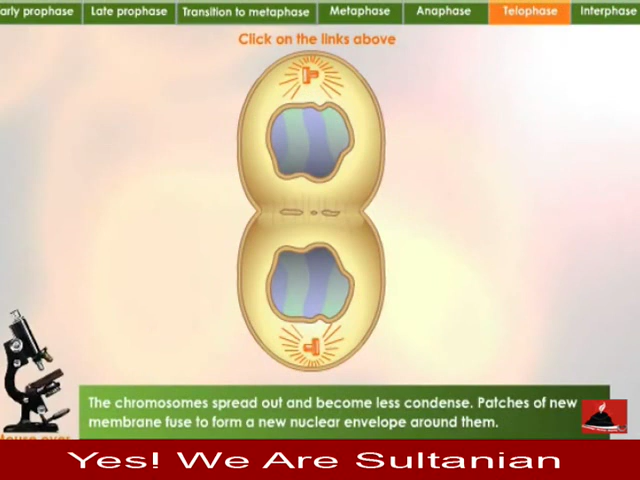 arly prophase
Late prophase
Transition to metaphase
Metaphase
Anaphase
Telophase
Interphase
Click on the links above
The chromosomes spread out and become less condense. Patches of new
membrane fuse to form a new nuclear envelope around them.
Mouse over
Yes! We Are Sultanian